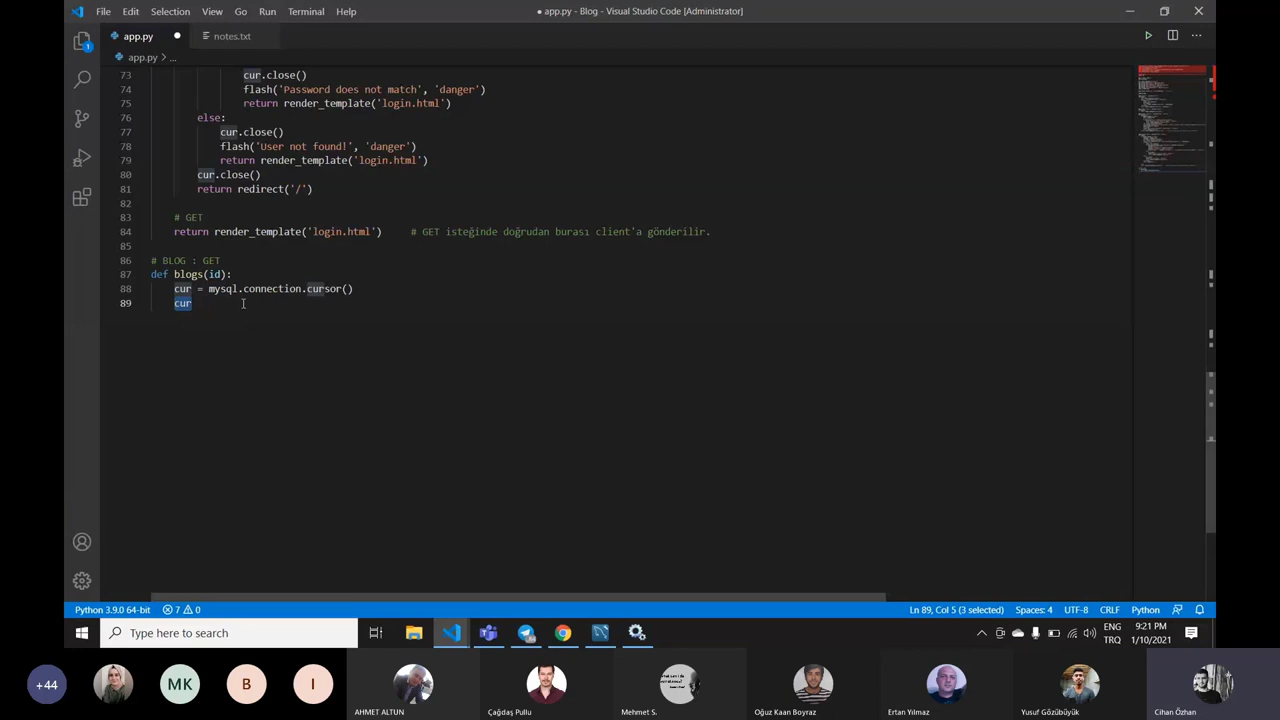 File Edit Selection View Go Run Terminal Help
● app.py - Blog - Visual Studio Code [Administrator]
app.py ● notes.txt
app.py > ...
73 cur.close()
74 flash('Password does not match', 'danger')
75 return render_template('login.html')
76 else:
77 cur.close()
78 flash('User not found!', 'danger')
79 return render_template('login.html')
80 cur.close()
81 return redirect('/')
82
83 # GET
84 return render_template('login.html') # GET isteğinde doğrudan burası client'a gönderilir.
85
86 # BLOG : GET
87 def blogs(id):
88 cur = mysql.connection.cursor()
89 cur
1
Python 3.9.0 64-bit 7 0 Ln 89, Col 5 (3 selected) Spaces: 4 UTF-8 CRLF Python
Type here to search
ENG 9:21 PM
TRQ 1/10/2021
+44 MK B I
AHMET ALTUN Çağdaş Pullu Mehmet S. Oğuz Kaan Boyraz Ertan Yılmaz Yusuf Gözübüyük Cihan Özhan